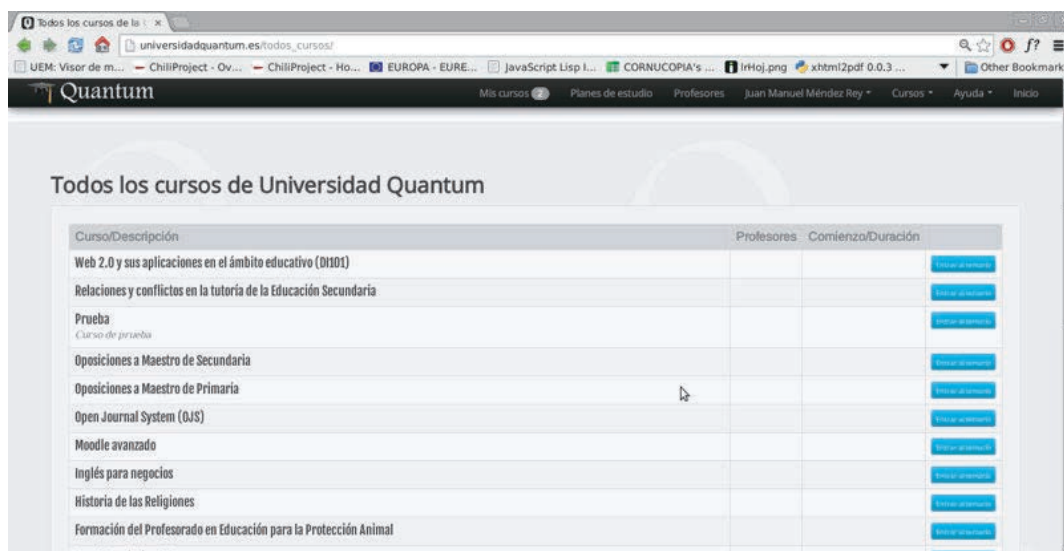 Todos los cursos de la
universidadquantum.es/todos_cursos/
UEM: Visor de m... ChiliProject - Ov... ChiliProject - Ho... EUROPA - EURE... JavaScript Lisp I... CORNUCOPIA's ... IrHoJ.png xhtml2pdf 0.0.3 ... Other Bookmark
Quantum Mis cursos 2 Planes de estudio Profesores Juan Manuel Méndez Rey Cursos Ayuda Inicio
Todos los cursos de Universidad Quantum
Curso/Descripción Profesores Comienzo/Duración
Web 2.0 y sus aplicaciones en el ámbito educativo (DI101)
Relaciones y conflictos en la tutoría de la Educación Secundaria
Prueba
Curso de prueba
Oposiciones a Maestro de Secundaria
Oposiciones a Maestro de Primaria
Open Journal System (OJS)
Moodle avanzado
Inglés para negocios
Historia de las Religiones
Formación del Profesorado en Educación para la Protección Animal